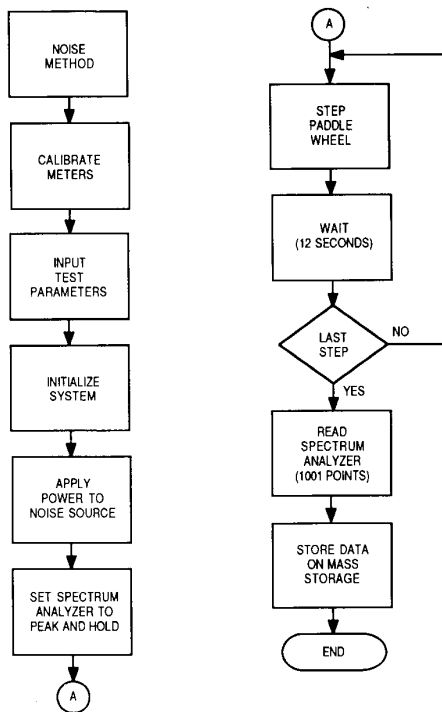 NOISE
METHOD
CALIBRATE
METERS
INPUT
TEST
PARAMETERS
INITIALIZE
SYSTEM
APPLY
POWER TO
NOISE SOURCE
SET SPECTRUM
ANALYZER TO
PEAK AND HOLD
A
A
STEP
PADDLE
WHEEL
WAIT
(12 SECONDS)
LAST
STEP
NO
YES
READ
SPECTRUM
ANALYZER
(1001 POINTS)
STORE DATA
ON MASS
STORAGE
END